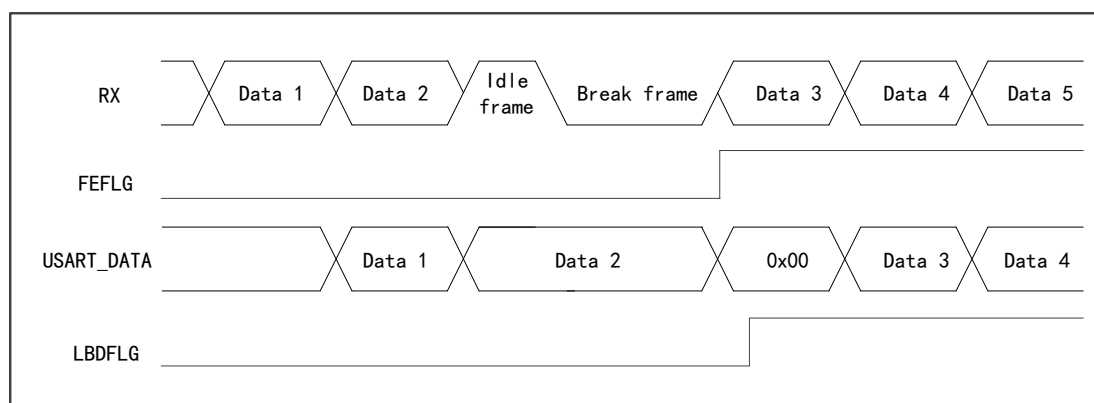 RX
Data 1
Data 2
Idle
frame
Break frame
Data 3
Data 4
Data 5
FEFLG
USART_DATA
Data 1
Data 2
0x00
Data 3
Data 4
LBDFLG